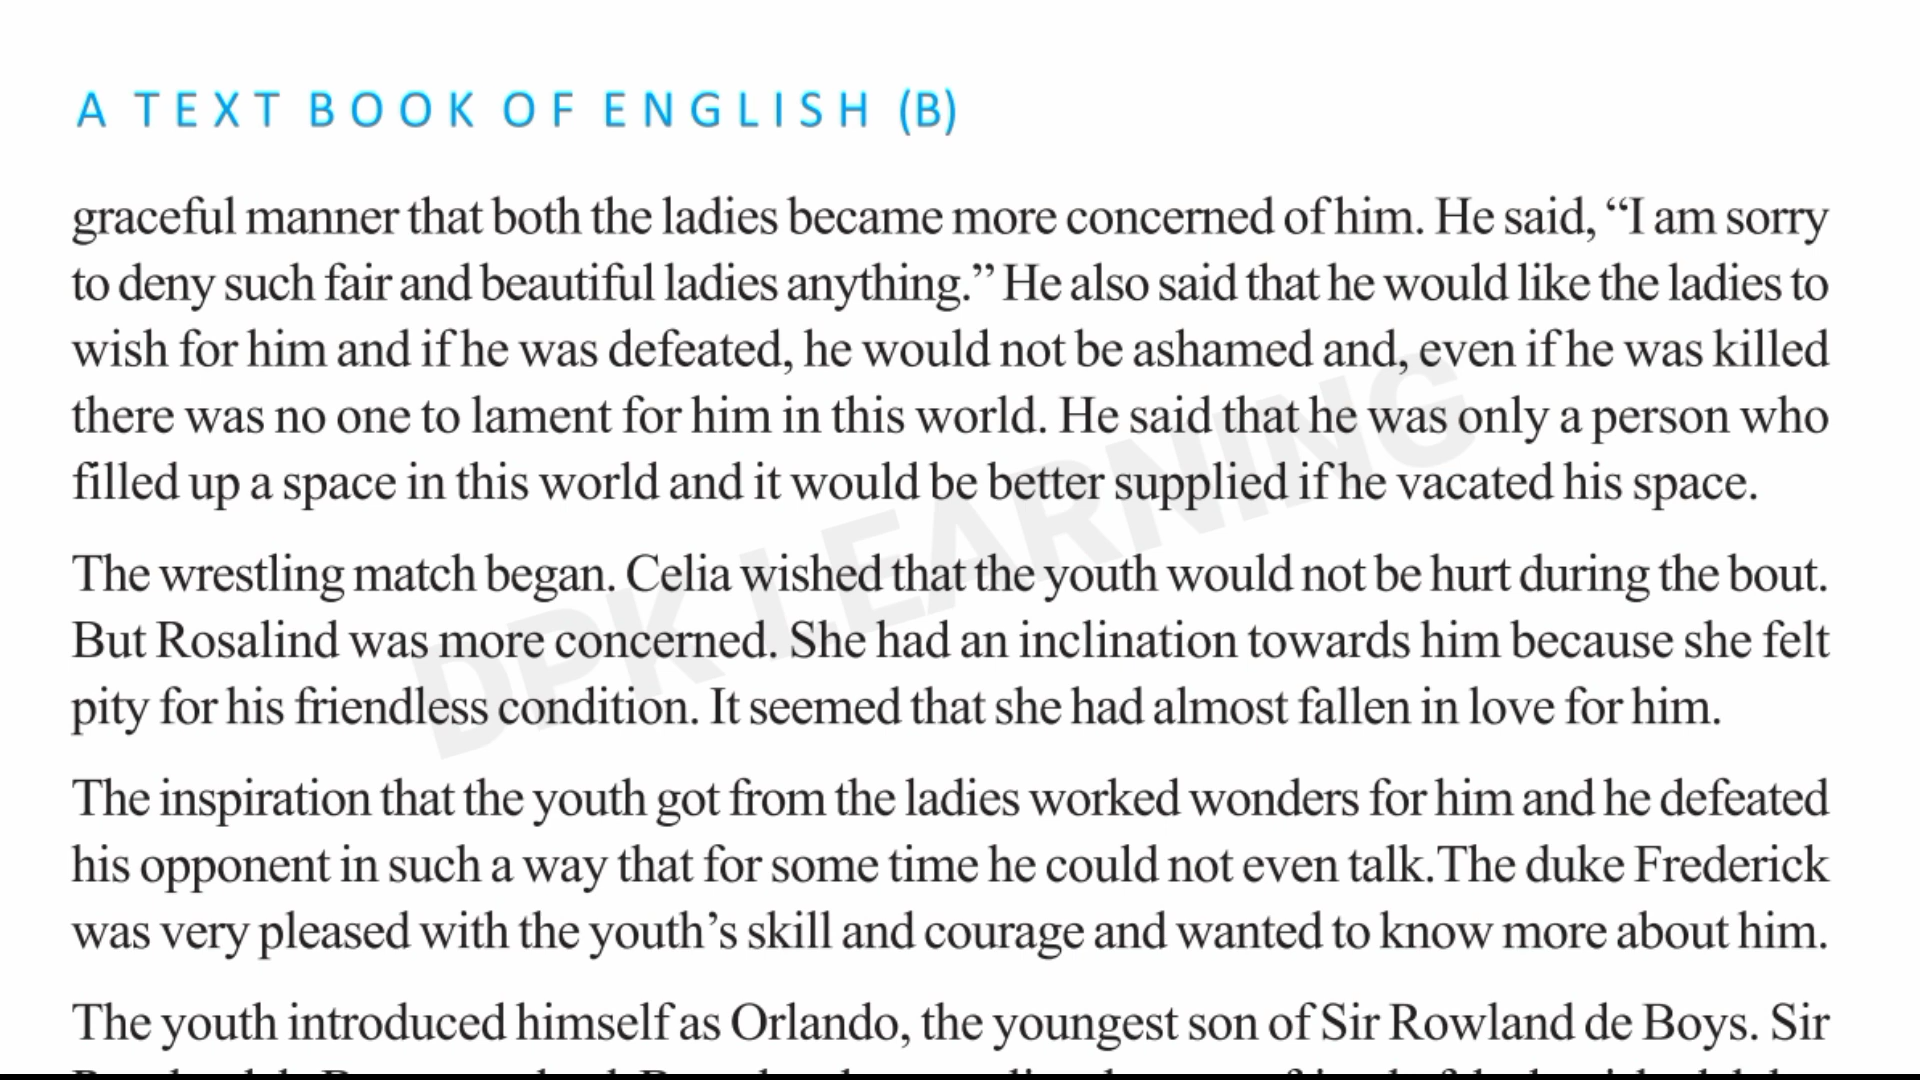 A TEXT BOOK OF ENGLISH (B)
graceful manner that both the ladies became more concerned of him. He said, “I am sorry
to deny such fair and beautiful ladies anything.” He also said that he would like the ladies to
wish for him and if he was defeated, he would not be ashamed and, even if he was killed
there was no one to lament for him in this world. He said that he was only a person who
filled up a space in this world and it would be better supplied if he vacated his space.
The wrestling match began. Celia wished that the youth would not be hurt during the bout.
But Rosalind was more concerned. She had an inclination towards him because she felt
pity for his friendless condition. It seemed that she had almost fallen in love for him.
The inspiration that the youth got from the ladies worked wonders for him and he defeated
his opponent in such a way that for some time he could not even talk.The duke Frederick
was very pleased with the youth’s skill and courage and wanted to know more about him.
The youth introduced himself as Orlando, the youngest son of Sir Rowland de Boys. Sir
DPK LEARNING